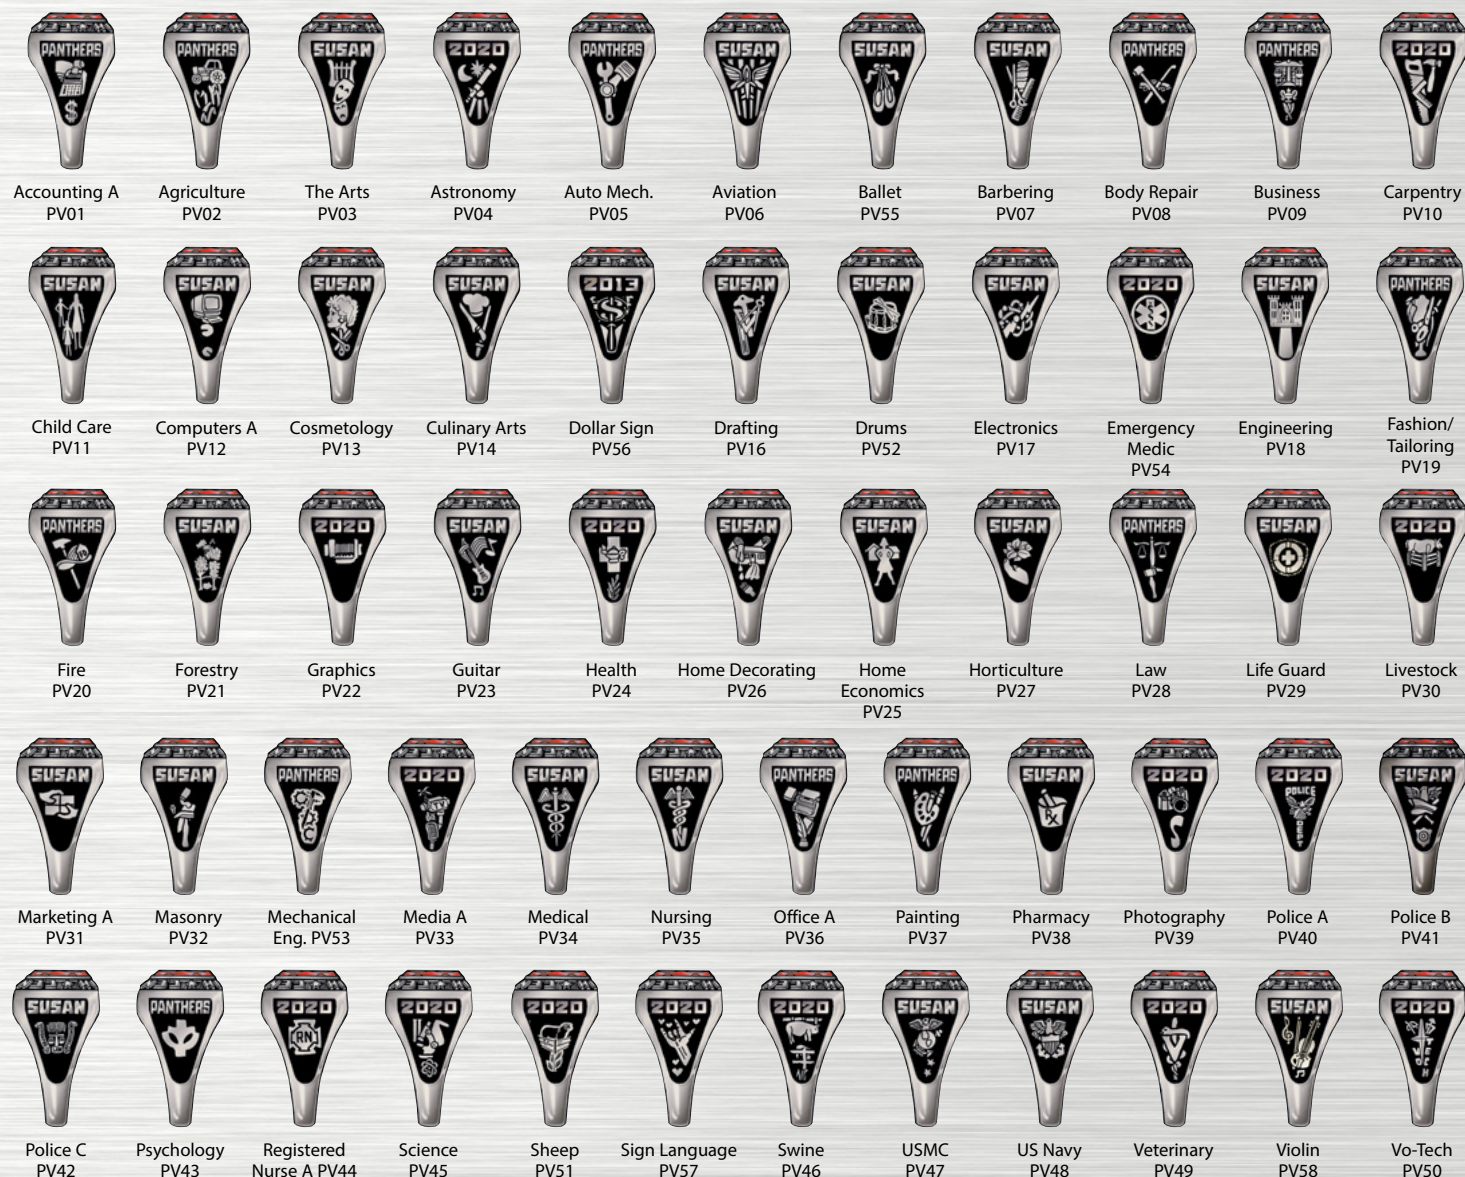 PANTHERS PANTHERS SUSAN 2020 PANTHERS SUSAN SUSAN SUSAN PANTHERS PANTHERS 2020
Accounting A Agriculture The Arts Astronomy Auto Mech. Aviation Ballet Barbering Body Repair Business Carpentry
PV01 PV02 PV03 PV04 PV05 PV06 PV55 PV07 PV08 PV09 PV10
SUSAN SUSAN SUSAN SUSAN 2013 SUSAN SUSAN SUSAN 2020 SUSAN PANTHERS
Child Care Computers A Cosmetology Culinary Arts Dollar Sign Drafting Drums Electronics Emergency Engineering Fashion/
PV11 PV12 PV13 PV14 PV56 PV16 PV52 PV17 Medic PV18 Tailoring
PV54 PV19
PANTHERS SUSAN 2020 SUSAN 2020 SUSAN SUSAN SUSAN PANTHERS SUSAN 2020
Fire Forestry Graphics Guitar Health Home Decorating Home Horticulture Law Life Guard Livestock
PV20 PV21 PV22 PV23 PV24 PV26 Economics PV27 PV28 PV29 PV30
PV25
SUSAN SUSAN PANTHERS 2020 SUSAN SUSAN PANTHERS PANTHERS SUSAN 2020 2020 SUSAN
TV N Rx POLICE DEPT
Marketing A Masonry Mechanical Media A Medical Nursing Office A Painting Pharmacy Photography Police A Police B
PV31 PV32 Eng. PV53 PV33 PV34 PV35 PV36 PV37 PV38 PV39 PV40 PV41
SUSAN PANTHERS 2020 2020 2020 2020 2020 SUSAN SUSAN 2020 SUSAN 2020
RN V VO TECH
Police C Psychology Registered Science Sheep Sign Language Swine USMC US Navy Veterinary Violin Vo-Tech
PV42 PV43 Nurse A PV44 PV45 PV51 PV57 PV46 PV47 PV48 PV49 PV58 PV50